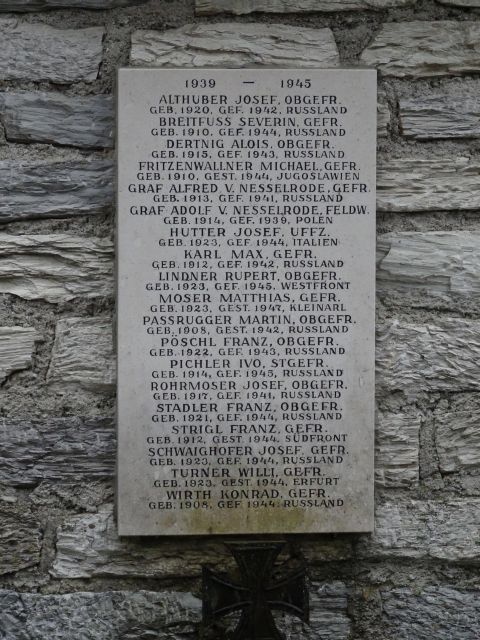 1939 — 1945
ALTHUBER JOSEF, OBGEFR.
GEB. 1920, GEF. 1942, RUSSLAND
BREITFUSS SEVERIN, GEFR.
GEB. 1910, GEF. 1944, RUSSLAND
DERTNIG ALOIS, OBGEFR.
GEB. 1915, GEF. 1943, RUSSLAND
FRITZENWALLNER MICHAEL, GEFR.
GEB. 1910, GEST. 1944, JUGOSLAWIEN
GRAF ALFRED V. NESSELRODE, GEFR.
GEB. 1913, GEF. 1941, RUSSLAND
GRAF ADOLF V. NESSELRODE, FELDW.
GEB. 1914, GEF. 1939, POLEN
HUTTER JOSEF, UFFZ.
GEB. 1923, GEF. 1944, ITALIEN
KARL MAX, GEFR.
GEB. 1912, GEF. 1942, RUSSLAND
LINDNER RUPERT, OBGEFR.
GEB. 1923, GEF. 1945, WESTFRONT
MOSER MATTHIAS, GEFR.
GEB. 1923, GEST. 1947, KLEINARL
PASSRUGGER MARTIN, OBGEFR.
GEB. 1908, GEST. 1942, RUSSLAND
PÖSCHL FRANZ, OBGEFR.
GEB. 1922, GEF. 1943, RUSSLAND
PICHLER IVO, STGEFR.
GEB. 1914, GEF. 1945, RUSSLAND
ROHRMOSER JOSEF, OBGEFR.
GEB. 1917, GEF. 1941, RUSSLAND
STADLER FRANZ, OBGEFR.
GEB. 1921, GEF. 1944, RUSSLAND
STRIGL FRANZ, GEFR.
GEB. 1912, GEST. 1944, SÜDFRONT
SCHWAIGHOFER JOSEF, GEFR.
GEB. 1923, GEF. 1944, RUSSLAND
TURNER WILLI, GEFR.
GEB. 1923, GEST. 1944, ERFURT
WIRTH KONRAD, GEFR.
GEB. 1908, GEF. 1944, RUSSLAND